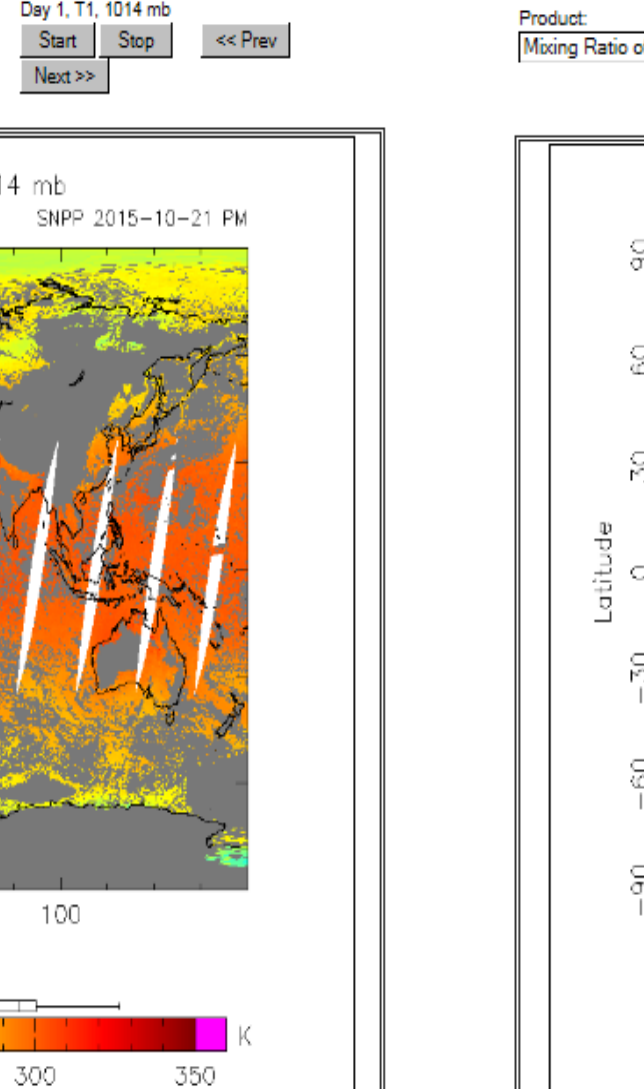 Day 1, T1, 1014 mb
Start
Stop
<< Prev
Next >>
14 mb
SNPP 2015-10-21 PM
100
K
300
350
Product:
Mixing Ratio o
90
60
30
0
-30
-60
-90
Latitude